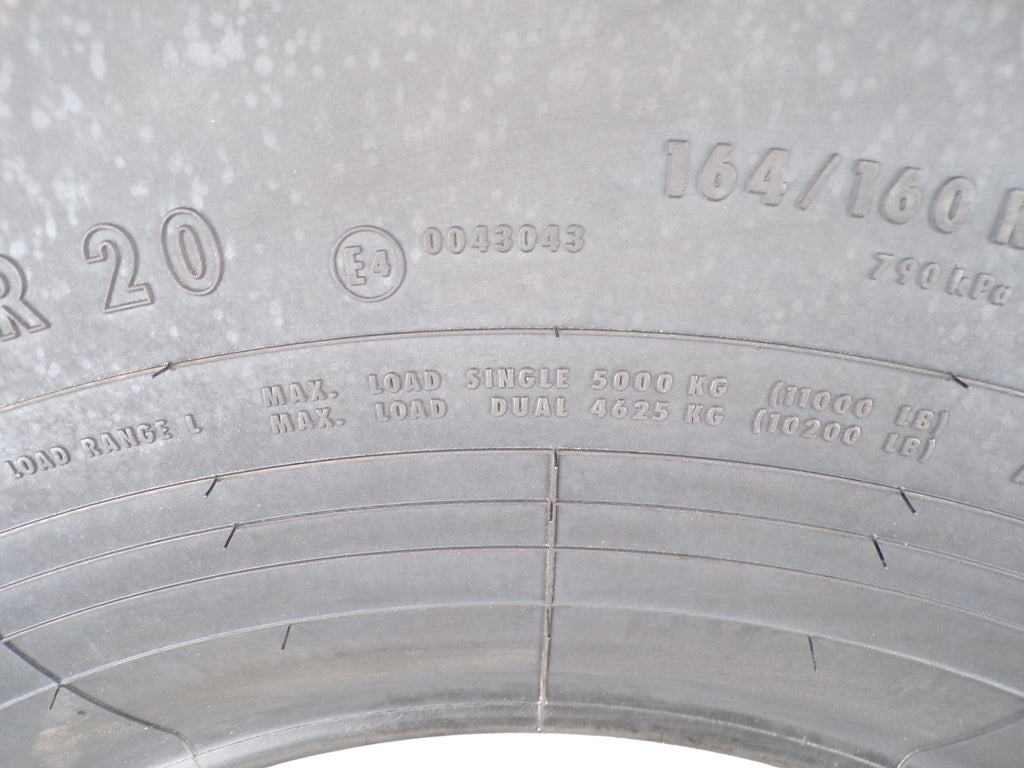 164/160 K
790 kPa
R 20
E4 0043043
MAX. LOAD SINGLE 5000 KG (11000 LB)
MAX. LOAD DUAL 4625 KG (10200 LB)
LOAD RANGE L